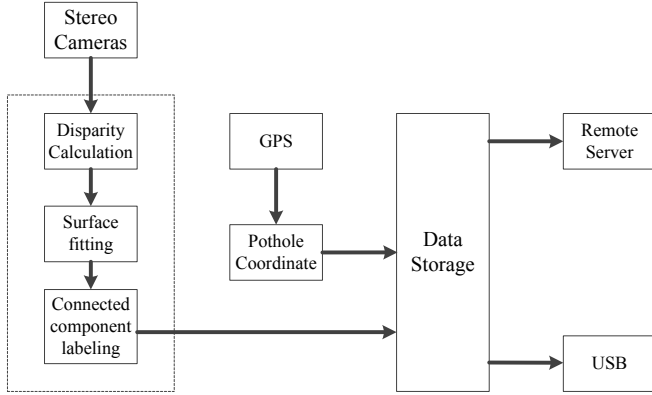 Stereo
Cameras
Disparity
Calculation
Surface
fitting
Connected
component
labeling
GPS
Pothole
Coordinate
Data
Storage
Remote
Server
USB